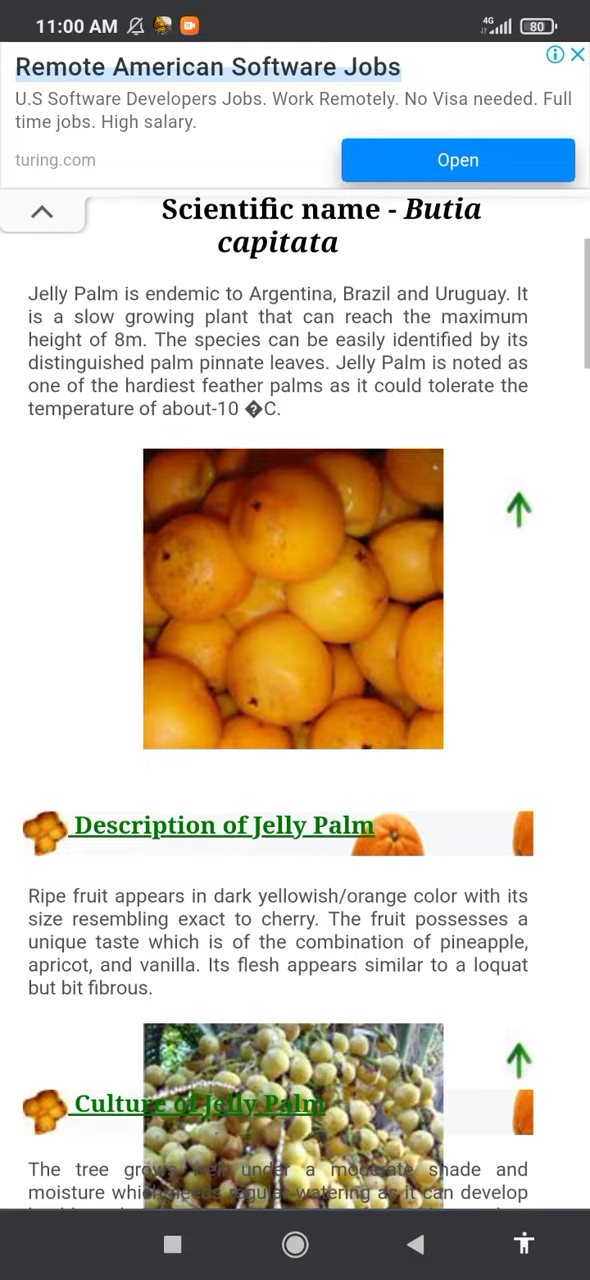 11:00 AM
4G
80
Remote American Software Jobs
U.S Software Developers Jobs. Work Remotely. No Visa needed. Full
time jobs. High salary.
turing.com
Open
Scientific name - Butia
capitata
Jelly Palm is endemic to Argentina, Brazil and Uruguay. It
is a slow growing plant that can reach the maximum
height of 8m. The species can be easily identified by its
distinguished palm pinnate leaves. Jelly Palm is noted as
one of the hardiest feather palms as it could tolerate the
temperature of about-10 �C.
Description of Jelly Palm
Ripe fruit appears in dark yellowish/orange color with its
size resembling exact to cherry. The fruit possesses a
unique taste which is of the combination of pineapple,
apricot, and vanilla. Its flesh appears similar to a loquat
but bit fibrous.
Culture of Jelly Palm
The tree grows well under a moderate shade and
moisture which needs regular watering as it can develop